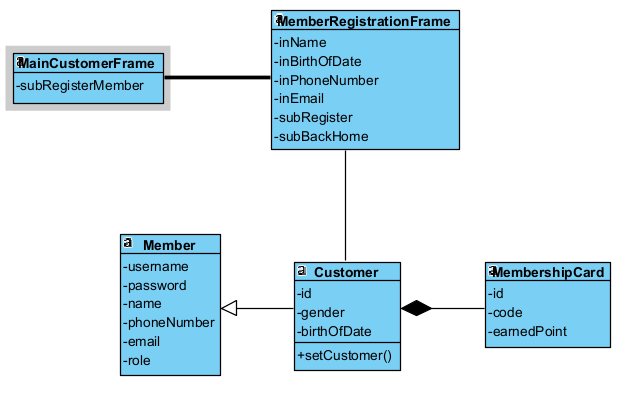 MemberRegistrationFrame
-inName
-inBirthOfDate
-inPhoneNumber
-inEmail
-subRegister
-subBackHome
MainCustomerFrame
-subRegisterMember
a Member
-username
-password
-name
-phoneNumber
-email
-role
a Customer
-id
-gender
-birthOfDate
+setCustomer()
MembershipCard
-id
-code
-earnedPoint